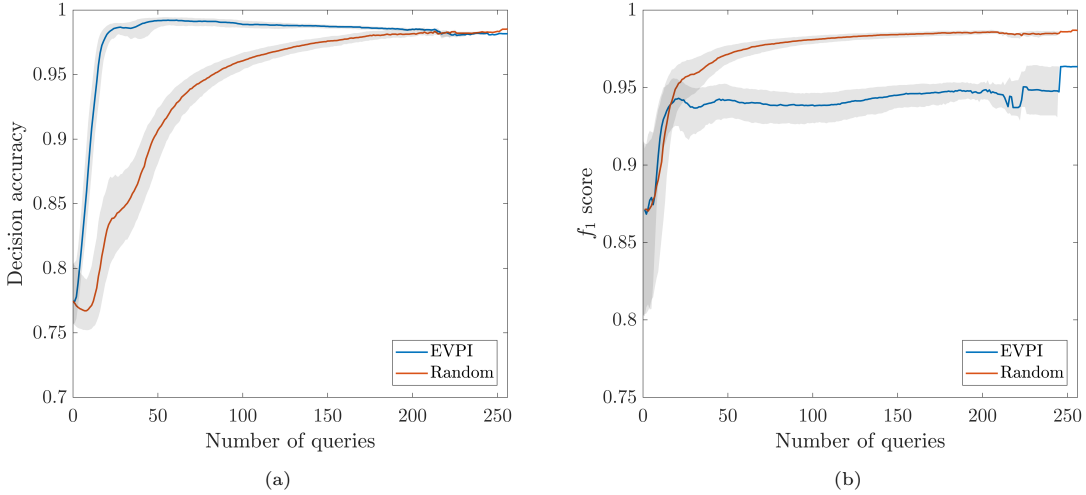 1
0.95
0.9
0.85
0.8
0.75
0.7
Decision accuracy
0 50 100 150 200 250
Number of queries
EVPI
Random
(a)
1
0.95
0.9
0.85
0.8
0.75
f₁ score
0 50 100 150 200 250
Number of queries
EVPI
Random
(b)